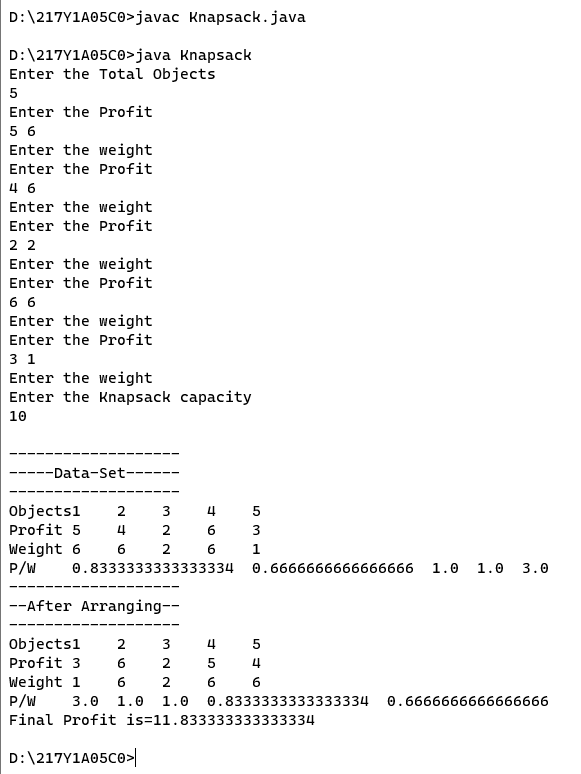 D:\217Y1A05C0>javac Knapsack.java
D:\217Y1A05C0>java Knapsack
Enter the Total Objects
5
Enter the Profit
5 6
Enter the weight
Enter the Profit
4 6
Enter the weight
Enter the Profit
2 2
Enter the weight
Enter the Profit
6 6
Enter the weight
Enter the Profit
3 1
Enter the weight
Enter the Knapsack capacity
10
-------------------
-----Data-Set------
-------------------
Objects1    2    3    4    5
Profit 5    4    2    6    3
Weight 6    6    2    6    1
P/W    0.8333333333333334  0.6666666666666666  1.0  1.0  3.0
-------------------
--After Arranging--
-------------------
Objects1    2    3    4    5
Profit 3    6    2    5    4
Weight 1    6    2    6    6
P/W    3.0  1.0  1.0  0.8333333333333334  0.6666666666666666
Final Profit is=11.833333333333334
D:\217Y1A05C0>